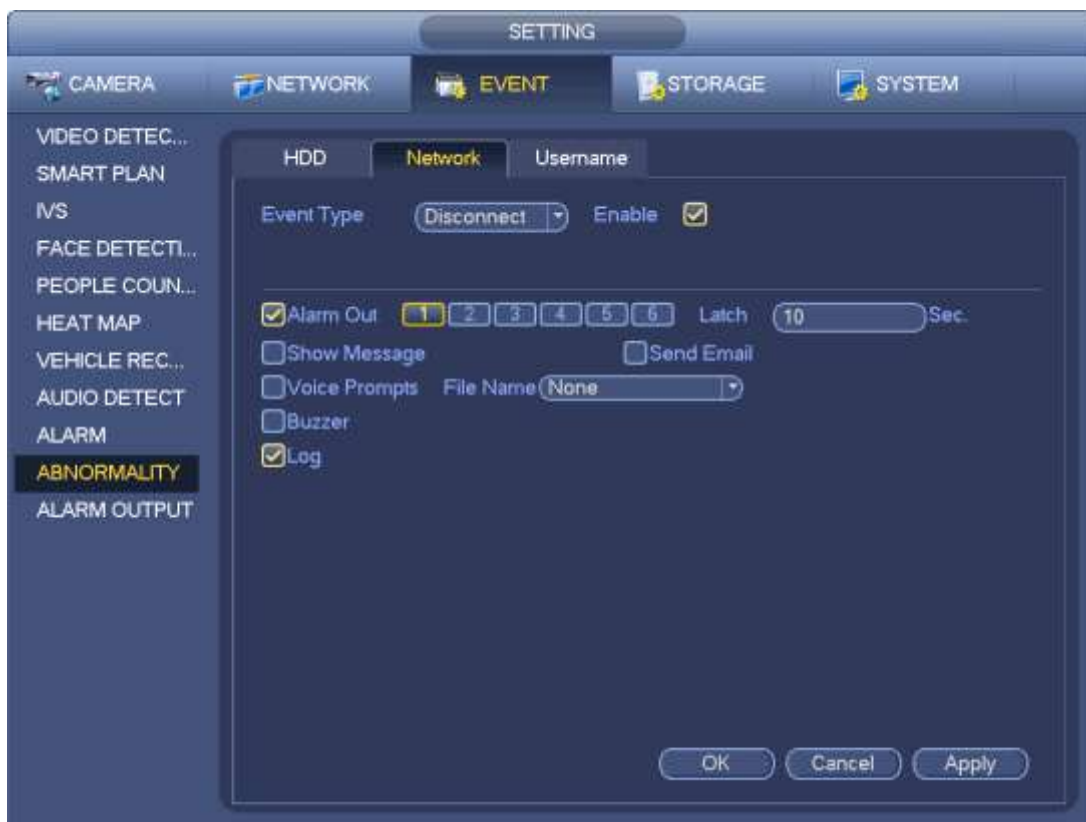 SETTING
CAMERA NETWORK EVENT STORAGE SYSTEM
VIDEO DETEC...
SMART PLAN
IVS
FACE DETECTI...
PEOPLE COUN...
HEAT MAP
VEHICLE REC...
AUDIO DETECT
ALARM
ABNORMALITY
ALARM OUTPUT
HDD Network Username
Event Type Disconnect Enable
Alarm Out 1 2 3 4 5 6 Latch 10 Sec.
Show Message Send Email
Voice Prompts File Name None
Buzzer
Log
OK Cancel Apply